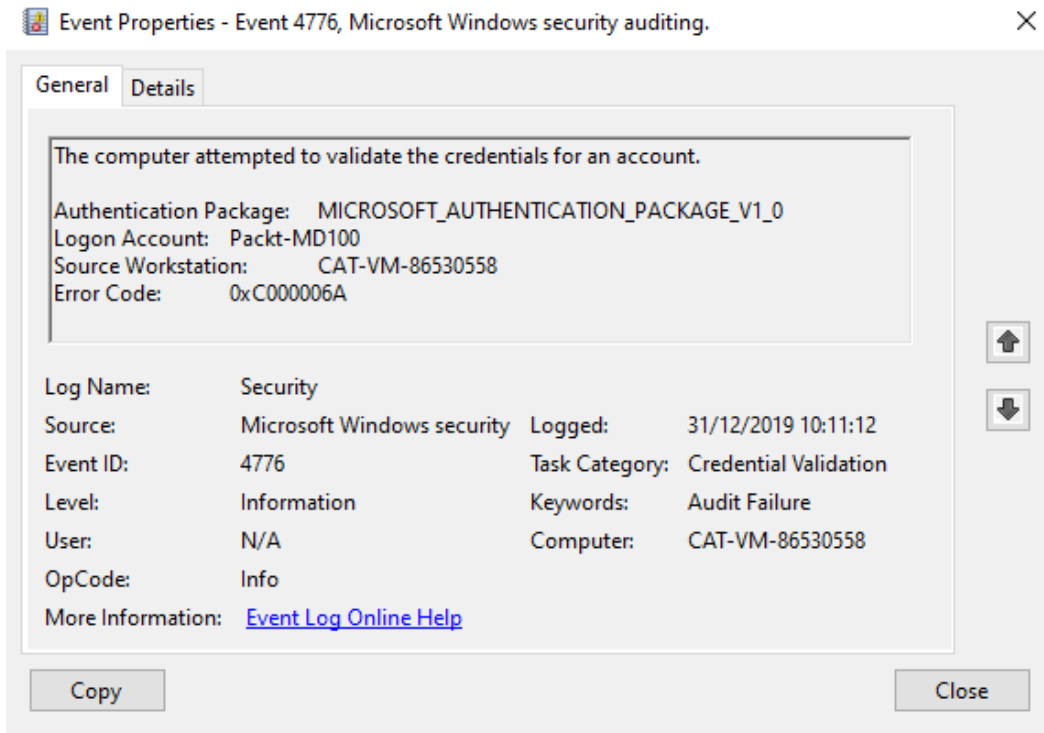 Event Properties - Event 4776, Microsoft Windows security auditing.
General Details
The computer attempted to validate the credentials for an account.
Authentication Package: MICROSOFT_AUTHENTICATION_PACKAGE_V1_0
Logon Account: Packt-MD100
Source Workstation: CAT-VM-86530558
Error Code: 0xC000006A
Log Name: Security
Source: Microsoft Windows security Logged: 31/12/2019 10:11:12
Event ID: 4776 Task Category: Credential Validation
Level: Information Keywords: Audit Failure
User: N/A Computer: CAT-VM-86530558
OpCode: Info
More Information: Event Log Online Help
Copy Close